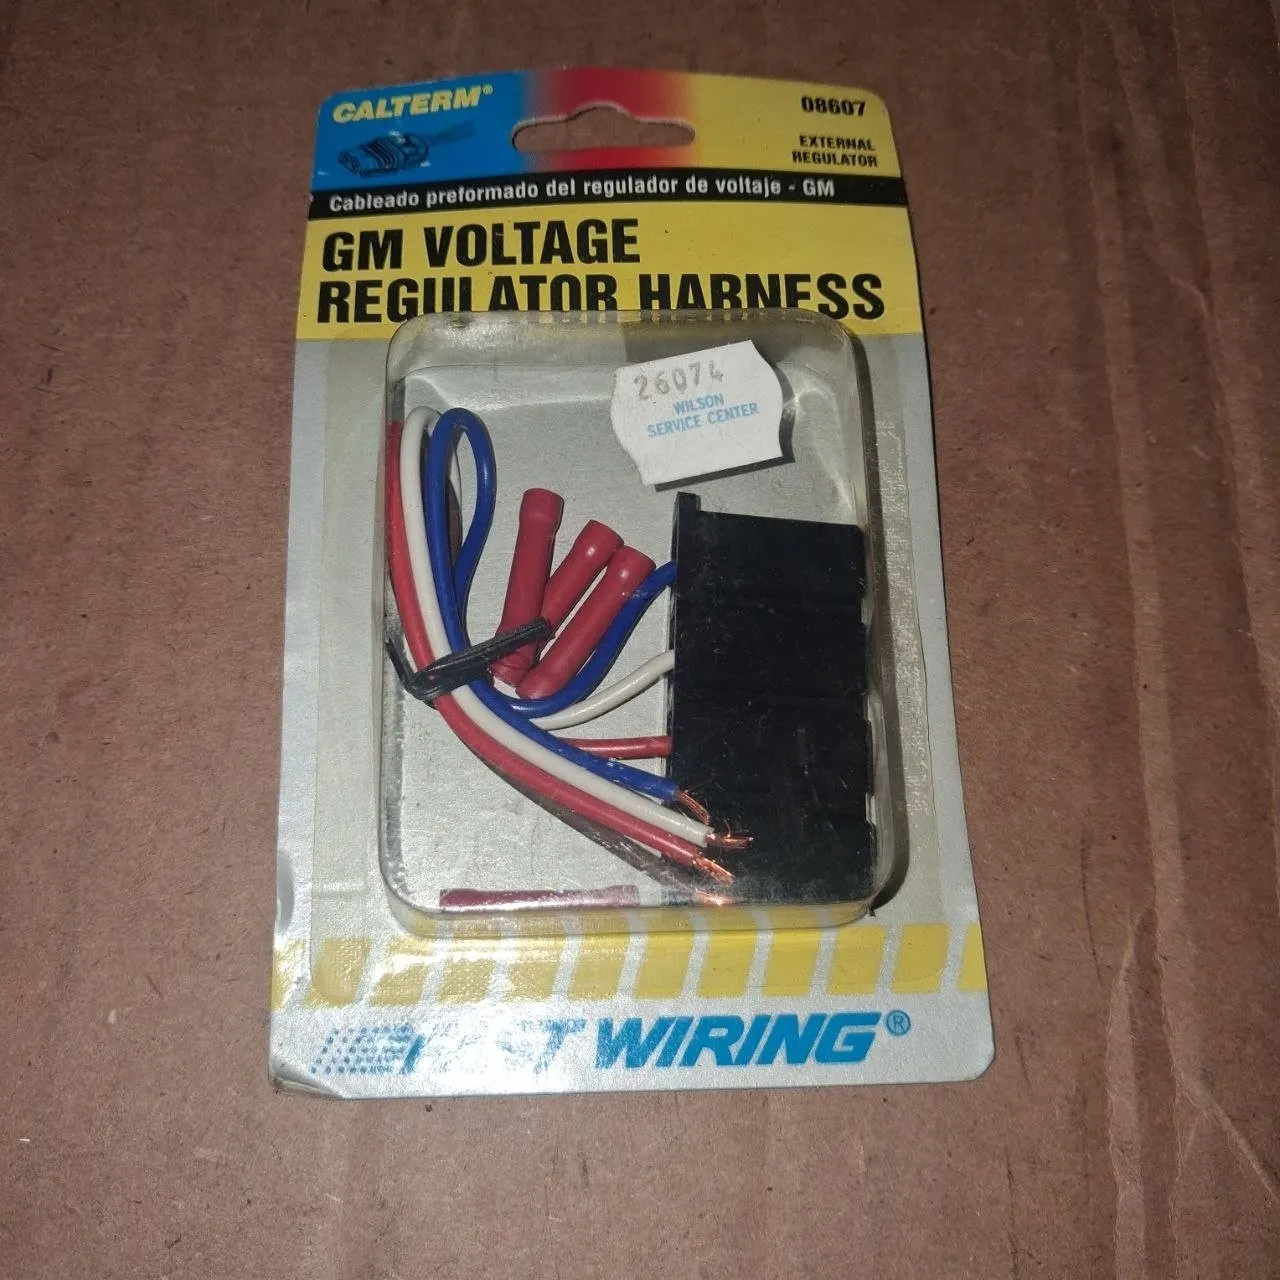 CALTERM®
08607
EXTERNAL
REGULATOR
Cableado preformado del regulador de voltaje - GM
GM VOLTAGE
REGULATOR HARNESS
26074
WILSON
SERVICE CENTER
WIRING®